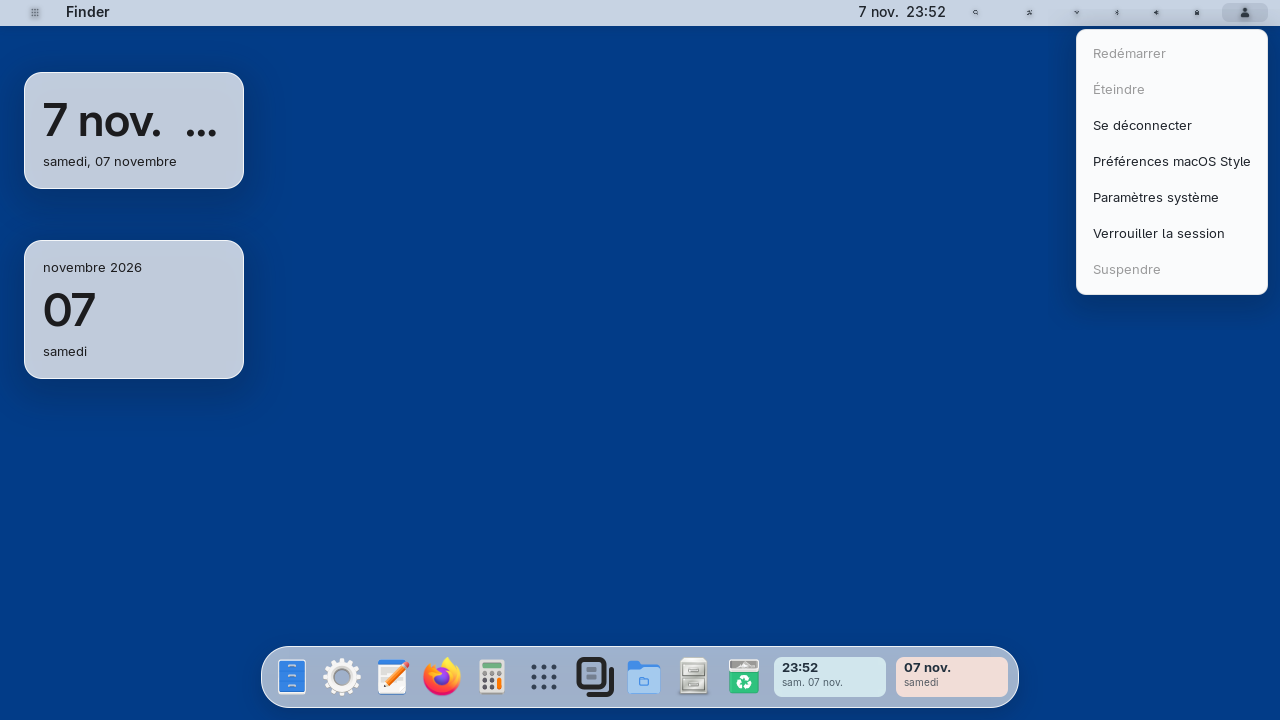 Finder
7 nov.  23:52
Redémarrer
Éteindre
Se déconnecter
Préférences macOS Style
Paramètres système
Verrouiller la session
Suspendre
7 nov.  ...
samedi, 07 novembre
novembre 2026
07
samedi
23:52
sam. 07 nov.
07 nov.
samedi